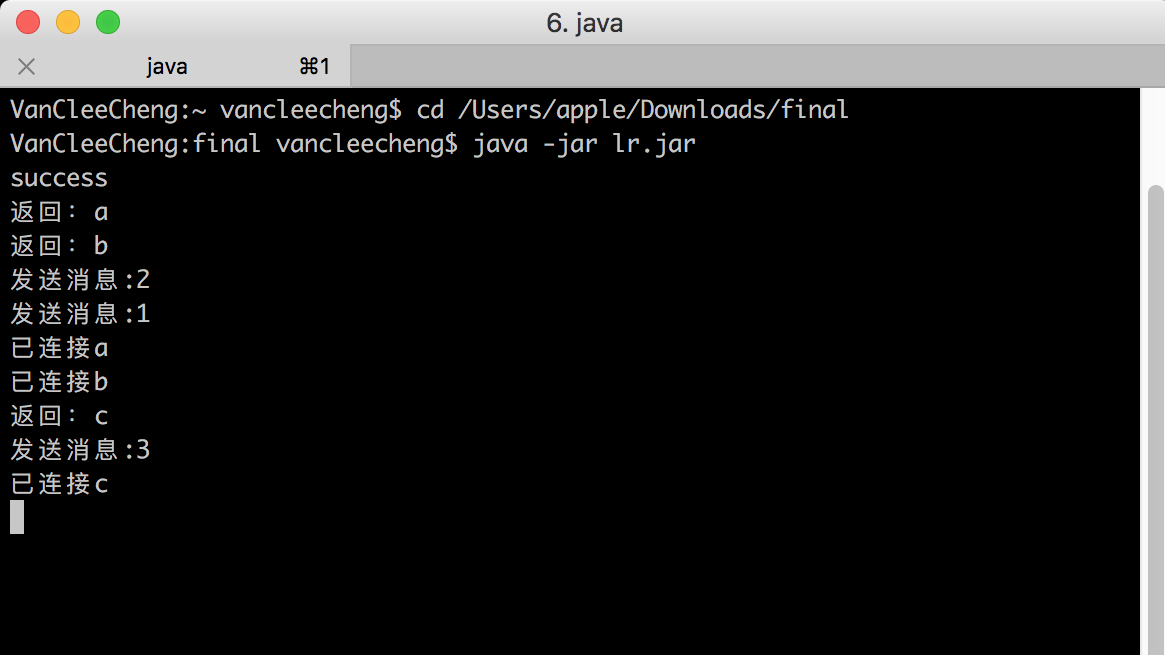 6. java
java ⌘1
VanCleeCheng:~ vancleecheng$ cd /Users/apple/Downloads/final
VanCleeCheng:final vancleecheng$ java -jar lr.jar
success
返回：a
返回：b
发送消息:2
发送消息:1
已连接a
已连接b
返回：c
发送消息:3
已连接c